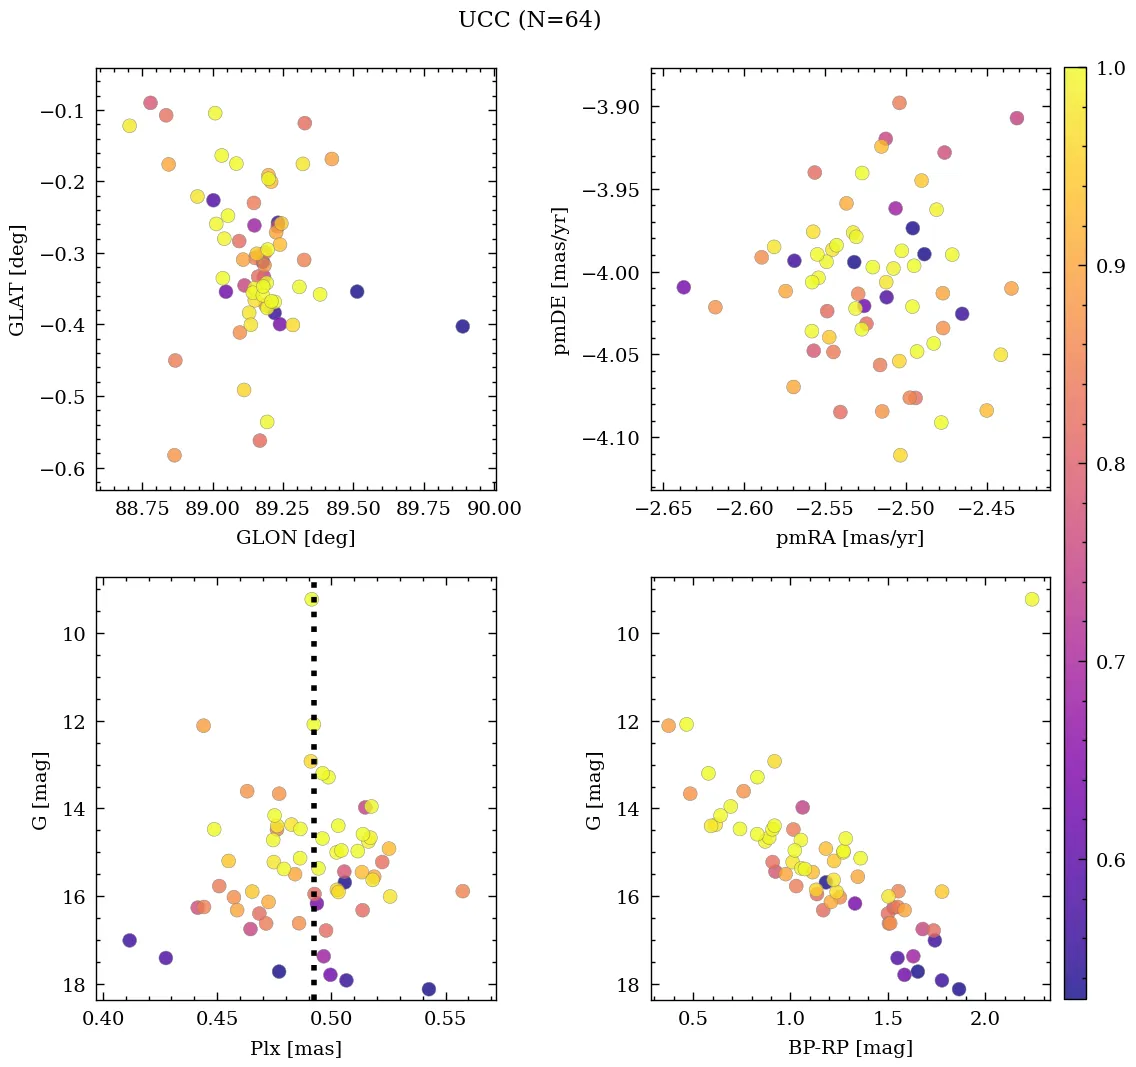 UCC (N=64)
−0.1
−0.2
−0.3
−0.4
−0.5
−0.6
GLAT [deg]
88.75 89.00 89.25 89.50 89.75 90.00
GLON [deg]
−3.90
−3.95
−4.00
−4.05
−4.10
pmDE [mas/yr]
−2.65 −2.60 −2.55 −2.50 −2.45
pmRA [mas/yr]
10
12
14
16
18
G [mag]
0.40 0.45 0.50 0.55
Plx [mas]
10
12
14
16
18
G [mag]
0.5 1.0 1.5 2.0
BP-RP [mag]
1.0
0.9
0.8
0.7
0.6